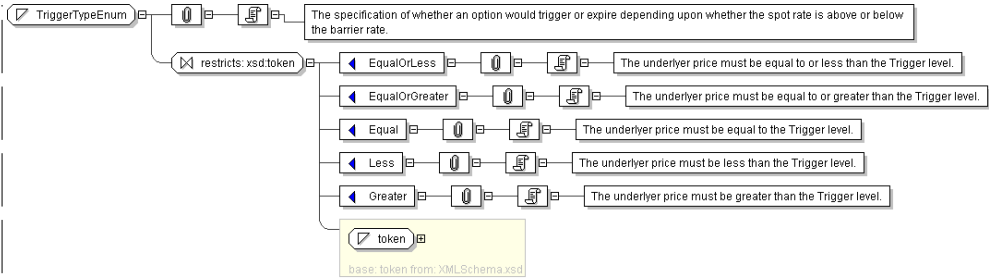 TriggerTypeEnum
The specification of whether an option would trigger or expire depending upon whether the spot rate is above or below
the barrier rate.
restricts: xsd:token
EqualOrLess
The underlyer price must be equal to or less than the Trigger level.
EqualOrGreater
The underlyer price must be equal to or greater than the Trigger level.
Equal
The underlyer price must be equal to the Trigger level.
Less
The underlyer price must be less than the Trigger level.
Greater
The underlyer price must be greater than the Trigger level.
token
base: token from: XMLSchema.xsd